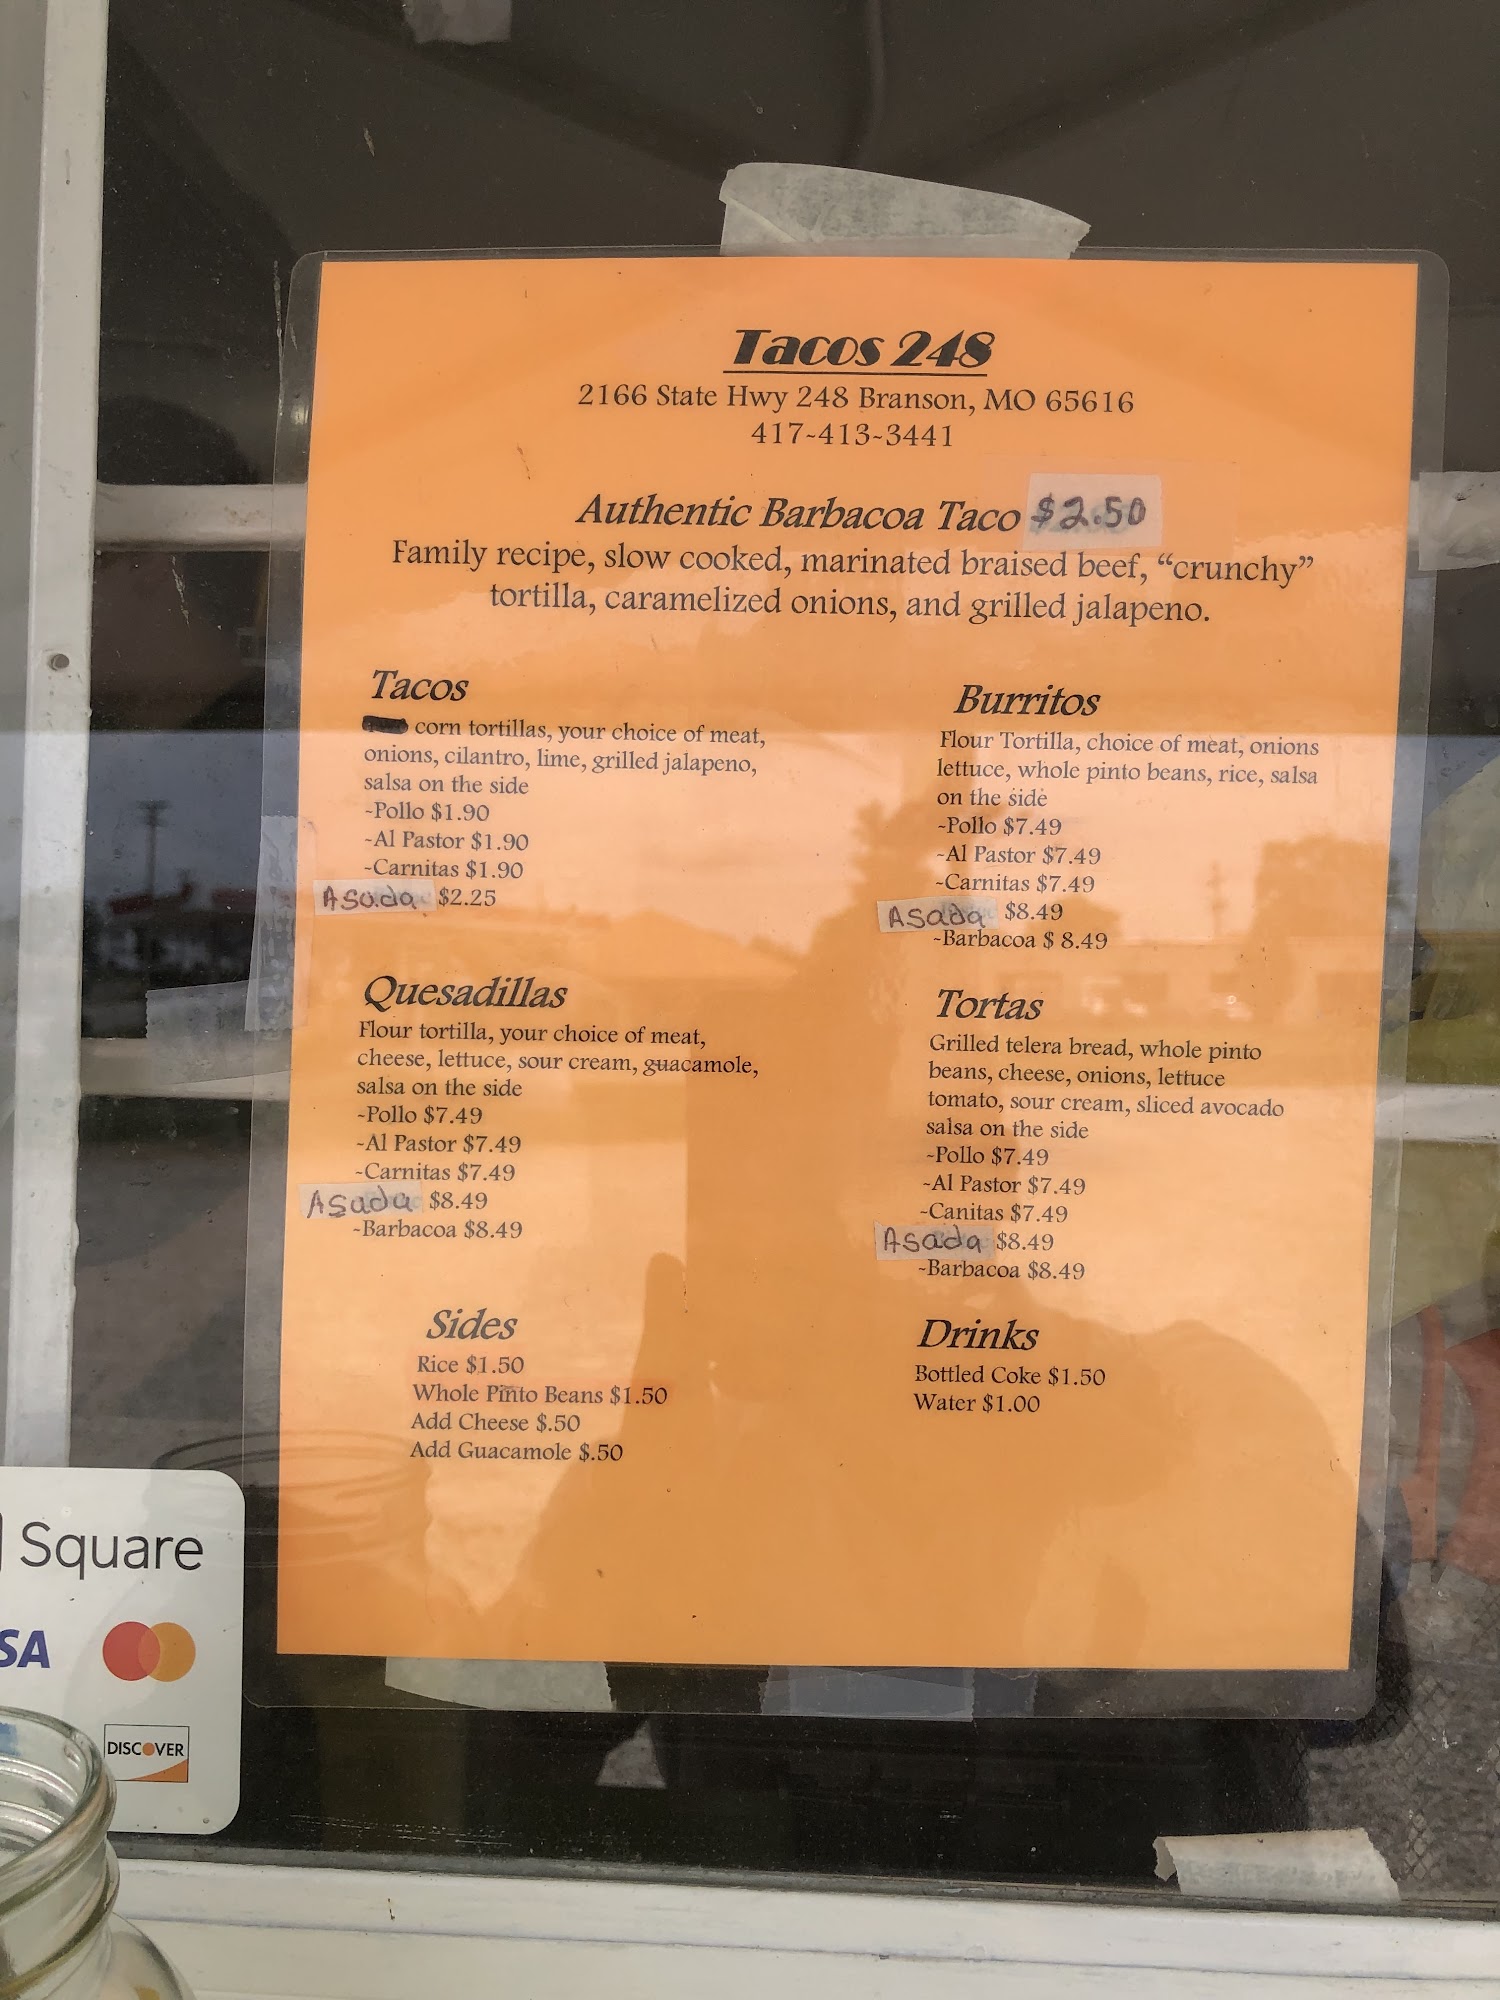 Tacos 248
2166 State Hwy 248 Branson, MO 65616
417-413-3441
Authentic Barbacoa Taco $2.50
Family recipe, slow cooked, marinated braised beef, “crunchy”
tortilla, caramelized onions, and grilled jalapeno.
Tacos
corn tortillas, your choice of meat,
onions, cilantro, lime, grilled jalapeno,
salsa on the side
-Pollo $1.90
-Al Pastor $1.90
-Carnitas $1.90
Asada $2.25
Quesadillas
Flour tortilla, your choice of meat,
cheese, lettuce, sour cream, guacamole,
salsa on the side
-Pollo $7.49
-Al Pastor $7.49
-Carnitas $7.49
Asada $8.49
-Barbacoa $8.49
Sides
Rice $1.50
Whole Pinto Beans $1.50
Add Cheese $.50
Add Guacamole $.50
Burritos
Flour Tortilla, choice of meat, onions
lettuce, whole pinto beans, rice, salsa
on the side
-Pollo $7.49
-Al Pastor $7.49
-Carnitas $7.49
Asada $8.49
-Barbacoa $ 8.49
Tortas
Grilled telera bread, whole pinto
beans, cheese, onions, lettuce
tomato, sour cream, sliced avocado
salsa on the side
-Pollo $7.49
-Al Pastor $7.49
-Canitas $7.49
Asada $8.49
-Barbacoa $8.49
Drinks
Bottled Coke $1.50
Water $1.00
Square
SA
DISCOVER